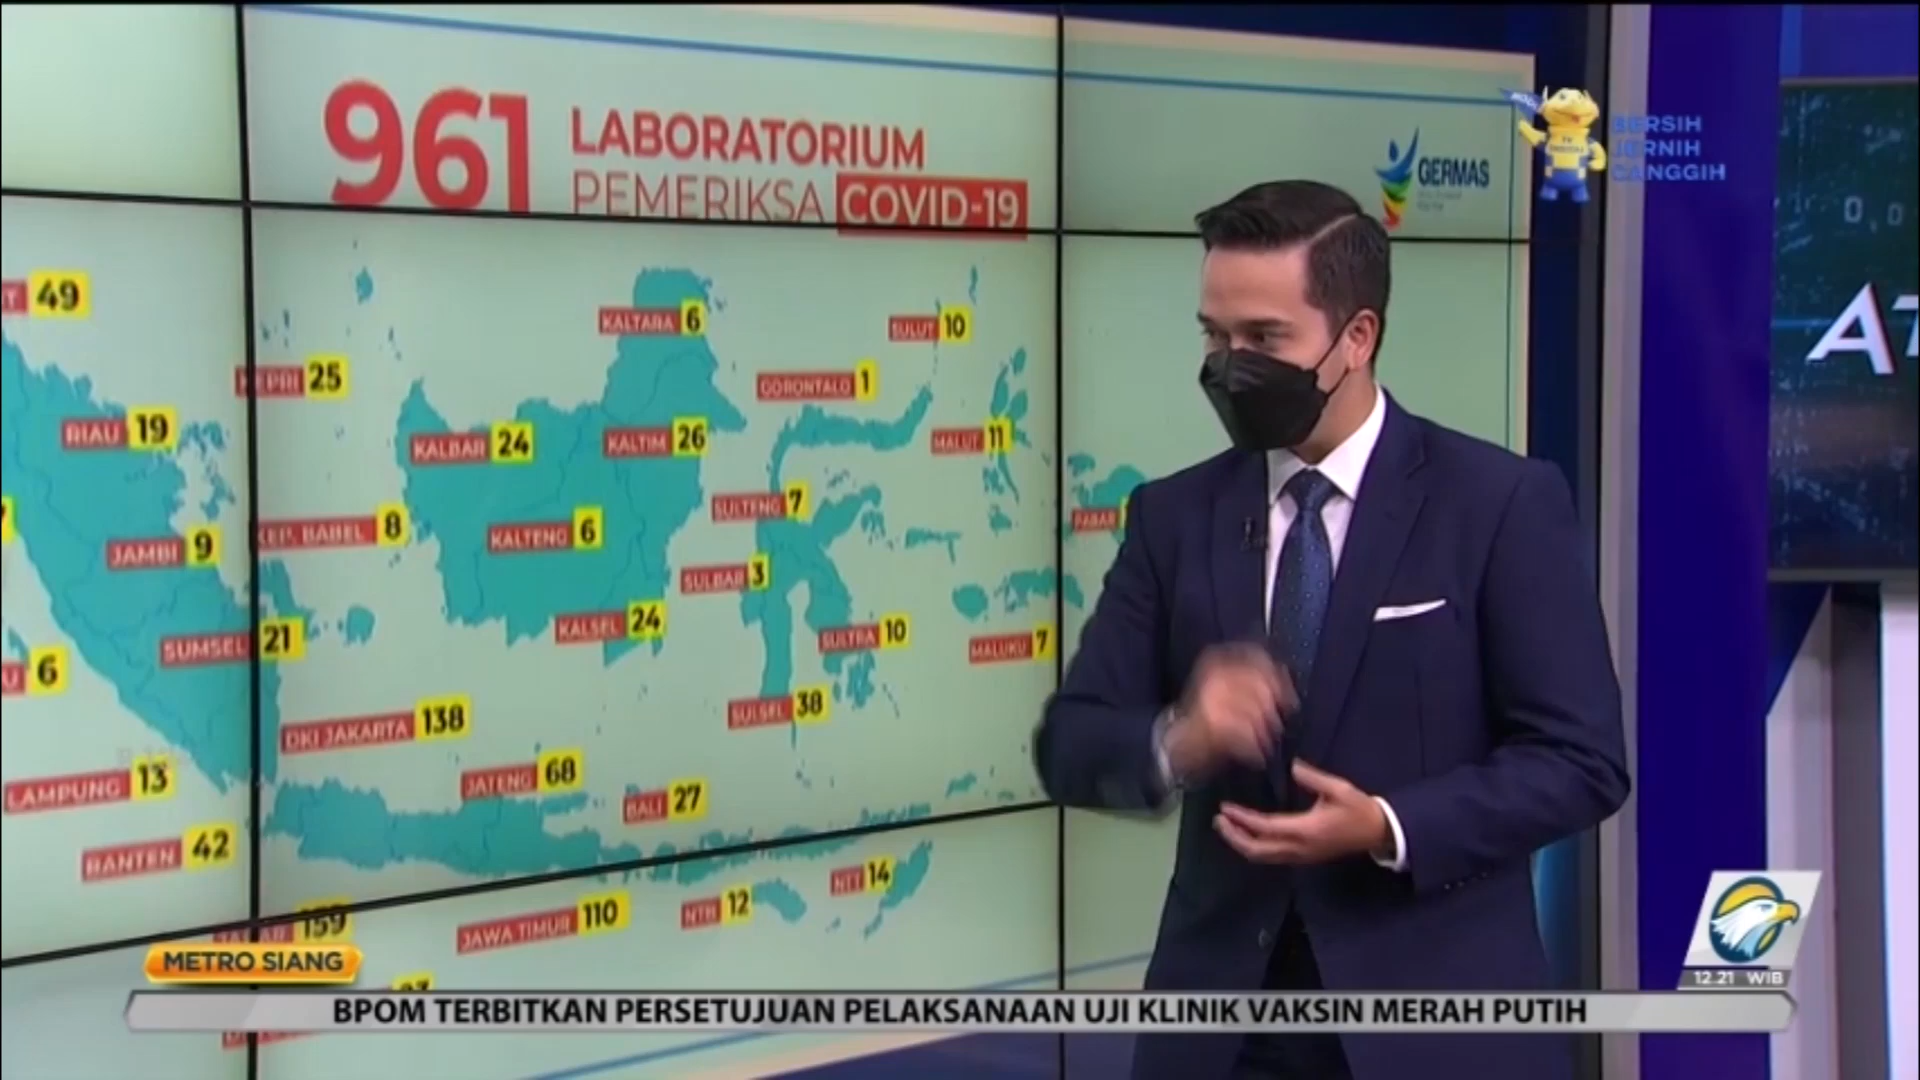 961
LABORATORIUM
PEMERIKSA COVID-19
GERMAS
BERSIH
JERNIH
CANGGIH
49
KALTARA 6
SULUT 10
KEPRI 25
GORONTALO 1
RIAU 19
KALBAR 24
KALTIM 26
MALUT 11
SULTENG 7
PABAR
KEP. BABEL 8
KALTENG 6
JAMBI 9
SULBAR 3
KALSEL 24
SUMSEL 21
SULTRA 10
MALUKU 7
6
SULSEL 38
DKI JAKARTA 138
LAMPUNG 13
JATENG 68
BALI 27
BANTEN 42
NTT 14
NTB 12
JABAR 159
JAWA TIMUR 110
METRO SIANG
12.21 WIB
BPOM TERBITKAN PERSETUJUAN PELAKSANAAN UJI KLINIK VAKSIN MERAH PUTIH